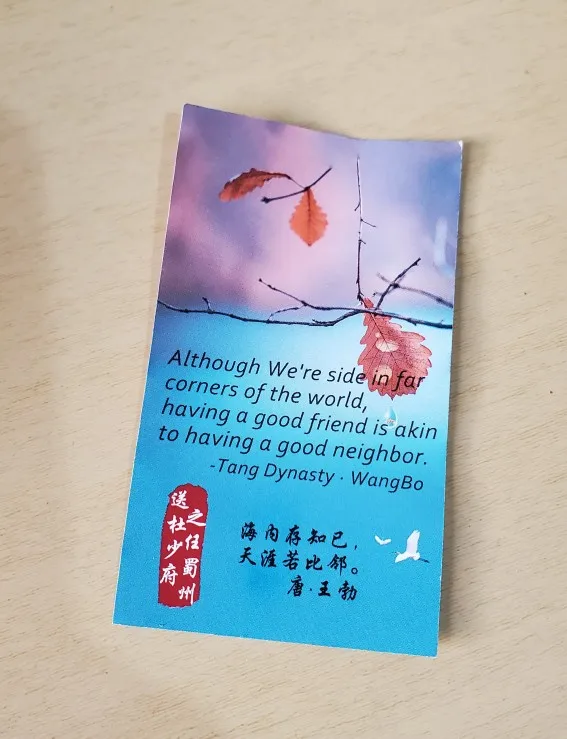 Although We're side in far
corners of the world,
having a good friend is akin
to having a good neighbor.
-Tang Dynasty · WangBo
送杜少府
之任蜀州
海内存知已，
天涯若比邻。
唐·王勃